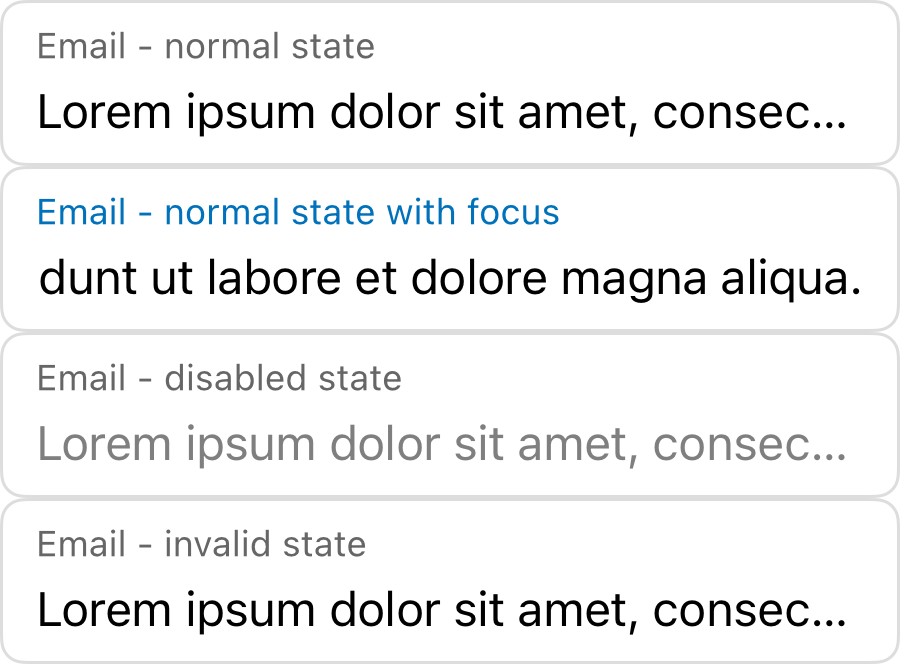 Email - normal state
Lorem ipsum dolor sit amet, consec...
Email - normal state with focus
dunt ut labore et dolore magna aliqua.
Email - disabled state
Lorem ipsum dolor sit amet, consec...
Email - invalid state
Lorem ipsum dolor sit amet, consec...